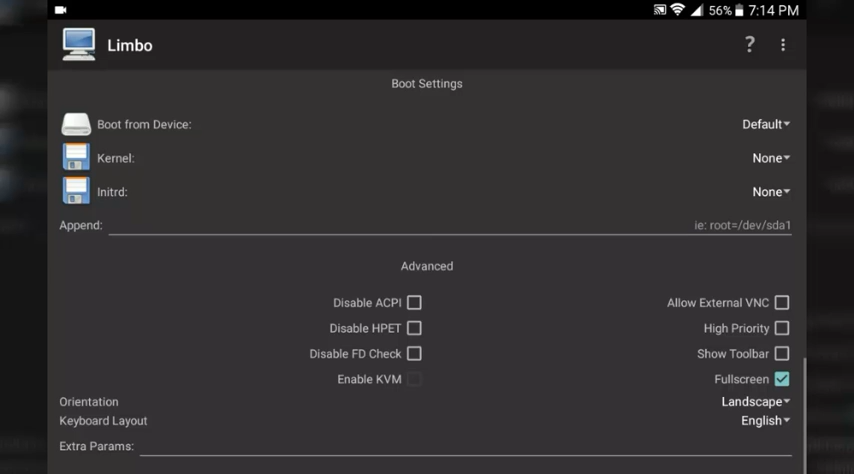 56% 7:14 PM
Limbo ?
Boot Settings
Boot from Device: Default
Kernel: None
Initrd: None
Append: ie: root=/dev/sda1
Advanced
Disable ACPI Allow External VNC
Disable HPET High Priority
Disable FD Check Show Toolbar
Enable KVM Fullscreen
Orientation Landscape
Keyboard Layout English
Extra Params: